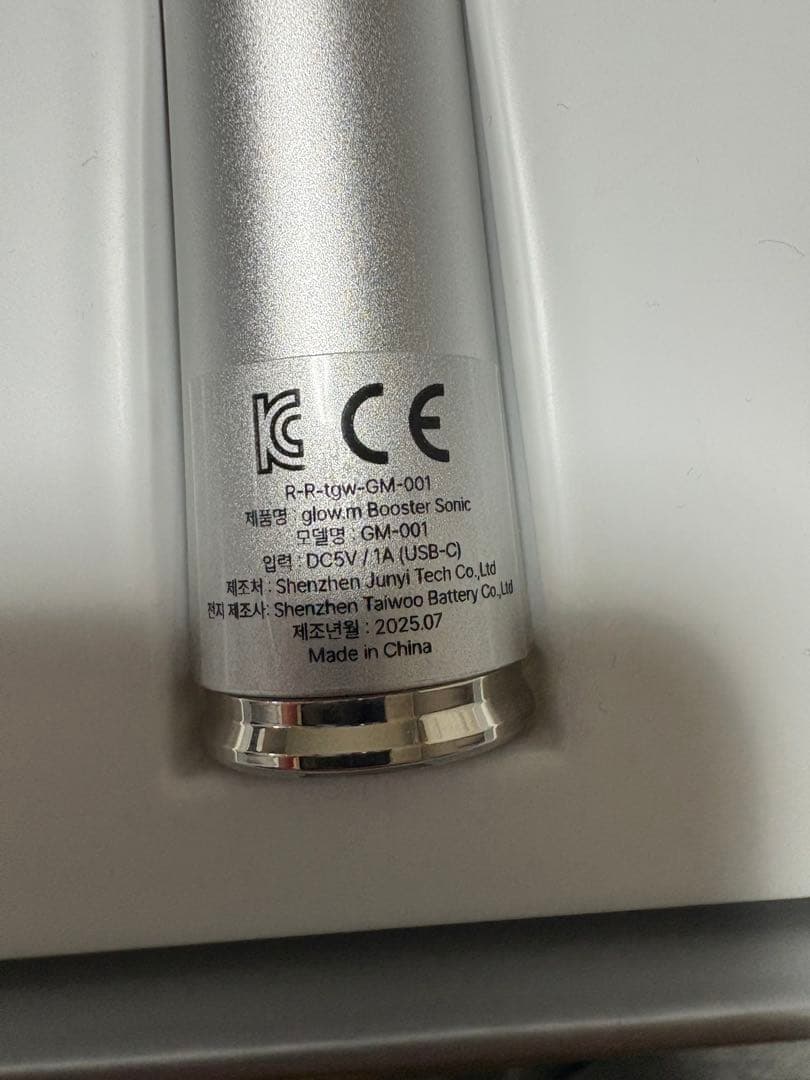 KC CE
R-R-tgw-GM-001
제품명 : glow.m Booster Sonic
모델명 : GM-001
입력 : DC5V / 1A (USB-C)
제조처 : Shenzhen Junyi Tech Co.,Ltd
전지 제조사: Shenzhen Taiwoo Battery Co.,Ltd
제조년월 : 2025.07
Made in China